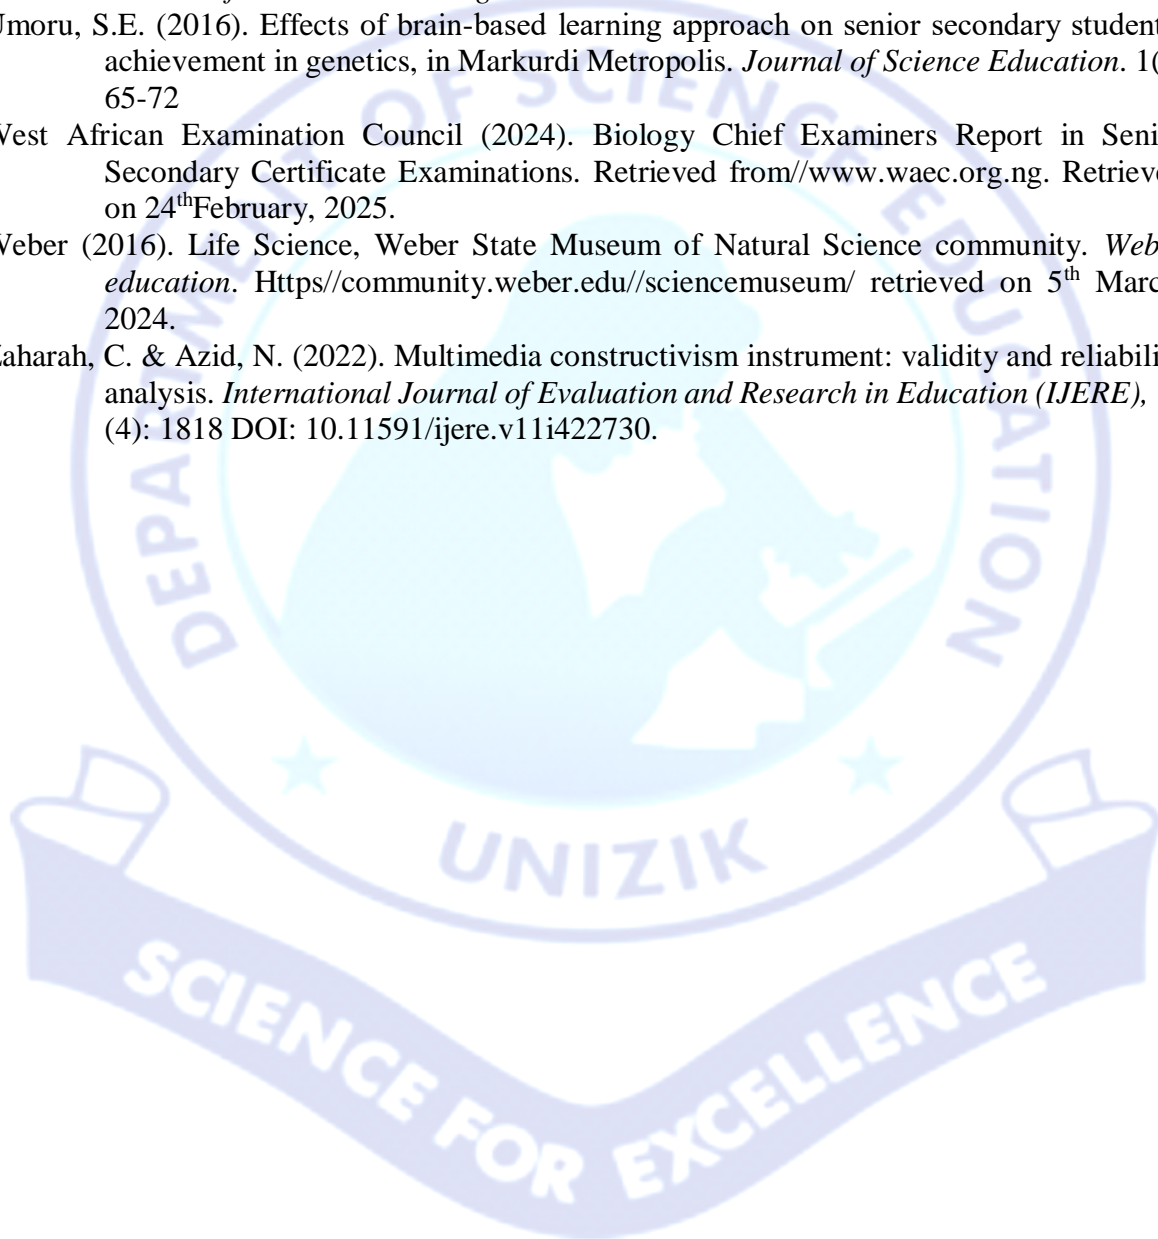 Umoru, S.E. (2016). Effects of brain-based learning approach on senior secondary student
achievement in genetics, in Markurdi Metropolis. Journal of Science Education. 1(
65-72
West African Examination Council (2024). Biology Chief Examiners Report in Seni
Secondary Certificate Examinations. Retrieved from//www.waec.org.ng. Retrieve
on 24thFebruary, 2025.
Weber (2016). Life Science, Weber State Museum of Natural Science community. Web
education. Https//community.weber.edu//sciencemuseum/ retrieved on 5th Marc
2024.
Zaharah, C. & Azid, N. (2022). Multimedia constructivism instrument: validity and reliabili
analysis. International Journal of Evaluation and Research in Education (IJERE),
(4): 1818 DOI: 10.11591/ijere.v11i422730.
DEPARTMENT OF SCIENCE EDUCATION
UNIZIK
SCIENCE FOR EXCELLENCE